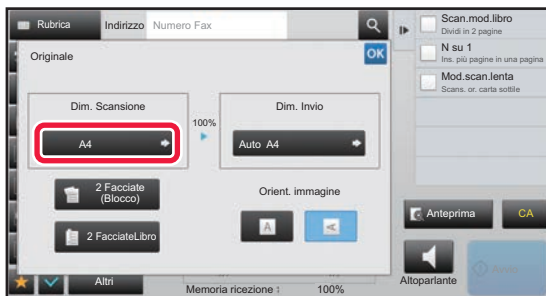 Rubrica
Indirizzo
Numero Fax
Originale
OK
Dim. Scansione
100%
Dim. Invio
A4
Auto A4
2 Facciate
(Blocco)
Orient. immagine
2 FacciateLibro
A
A
Altri
Memoria ricezione :
100%
Scan.mod.libro
Dividi in 2 pagine
N su 1
Ins. più pagine in una pagina
Mod.scan.lenta
Scans. or. carta sottile
Anteprima
CA
Altoparlante
Avvio